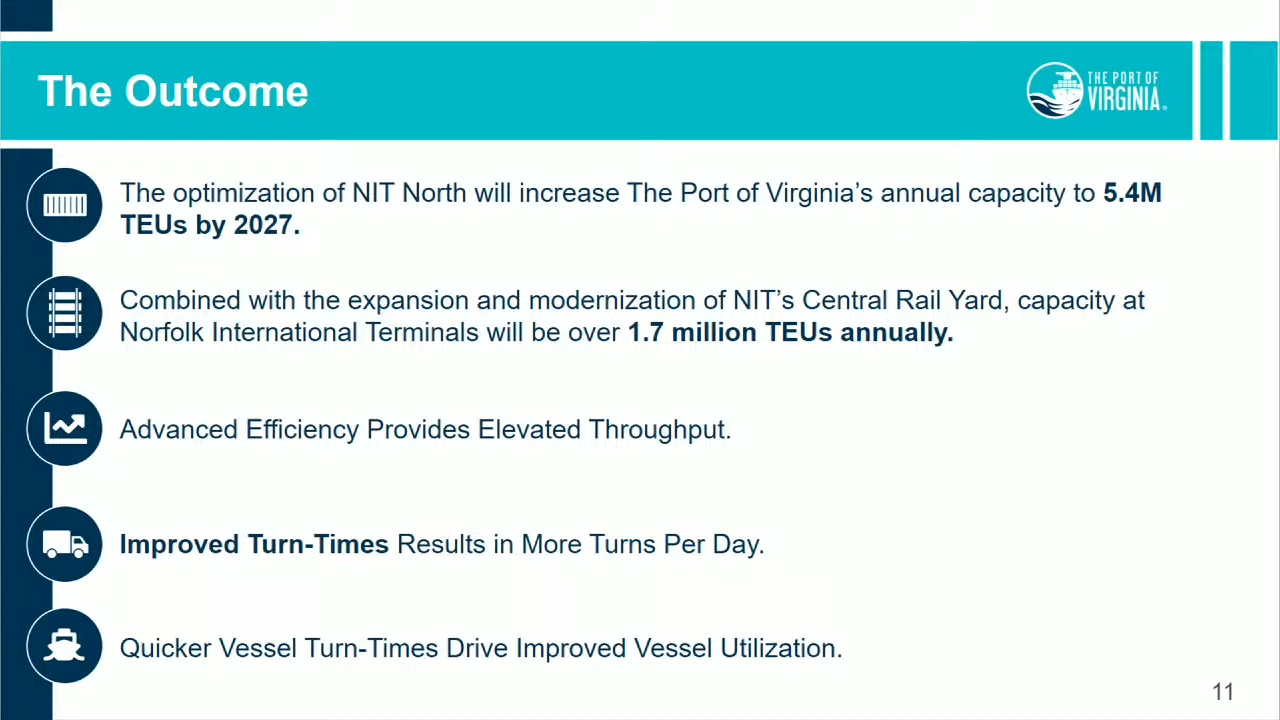 The Outcome
THE PORT OF
VIRGINIA®
The optimization of NIT North will increase The Port of Virginia’s annual capacity to 5.4M
TEUs by 2027.
Combined with the expansion and modernization of NIT’s Central Rail Yard, capacity at
Norfolk International Terminals will be over 1.7 million TEUs annually.
Advanced Efficiency Provides Elevated Throughput.
Improved Turn-Times Results in More Turns Per Day.
Quicker Vessel Turn-Times Drive Improved Vessel Utilization.
11